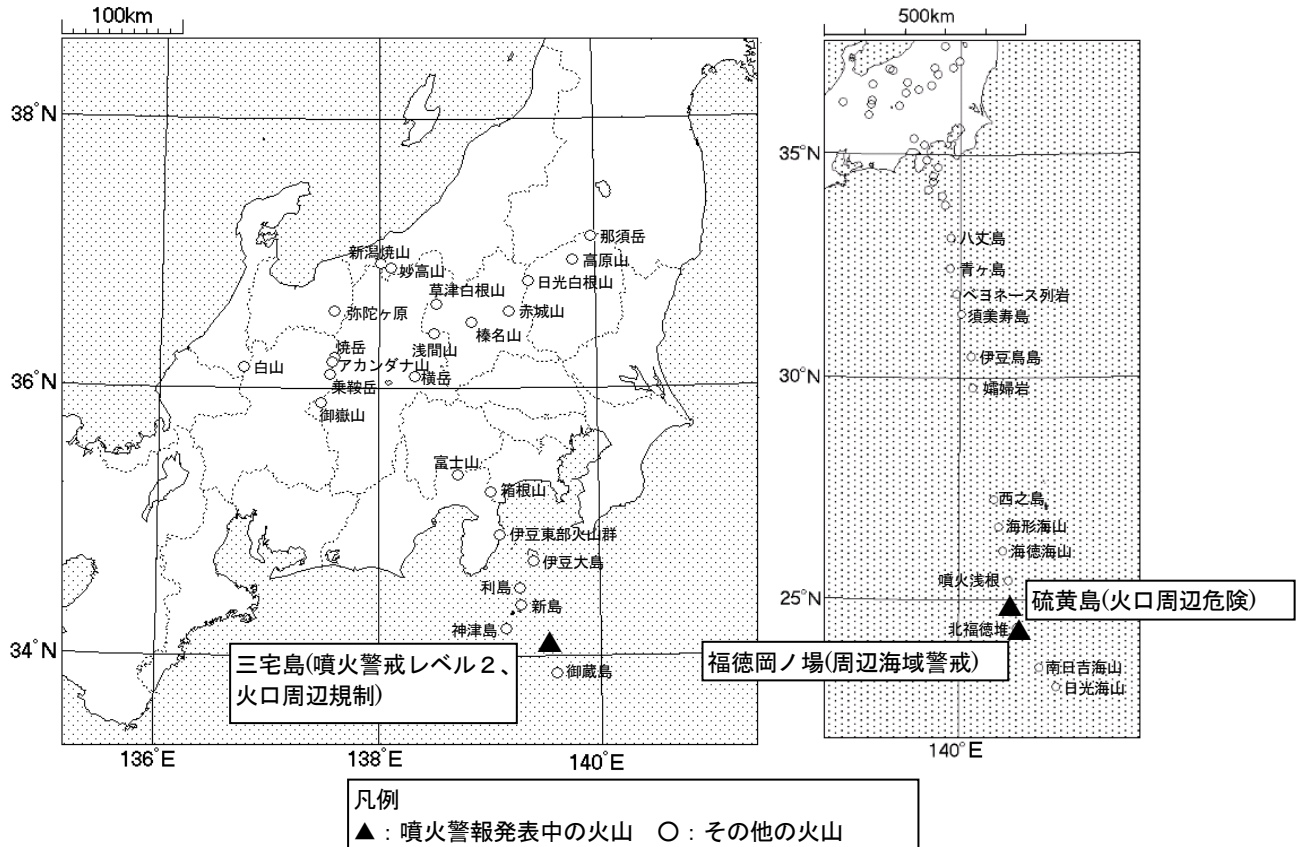 100km
500km
38°N
36°N
34°N
136°E
138°E
140°E
那須岳
新潟焼山
妙高山
高原山
日光白根山
草津白根山
弥陀ヶ原
赤城山
榛名山
浅間山
焼岳
アカンダナ山
白山
横岳
乗鞍岳
御嶽山
富士山
箱根山
伊豆東部火山群
伊豆大島
利島
新島
神津島
御蔵島
三宅島(噴火警戒レベル２、
火口周辺規制)
35°N
30°N
25°N
140°E
八丈島
青ヶ島
ベヨネース列岩
須美寿島
伊豆鳥島
孀婦岩
西之島
海形海山
海徳海山
噴火浅根
硫黄島(火口周辺危険)
北福徳堆
福徳岡ノ場(周辺海域警戒)
南日吉海山
日光海山
凡例
▲：噴火警報発表中の火山　○：その他の火山